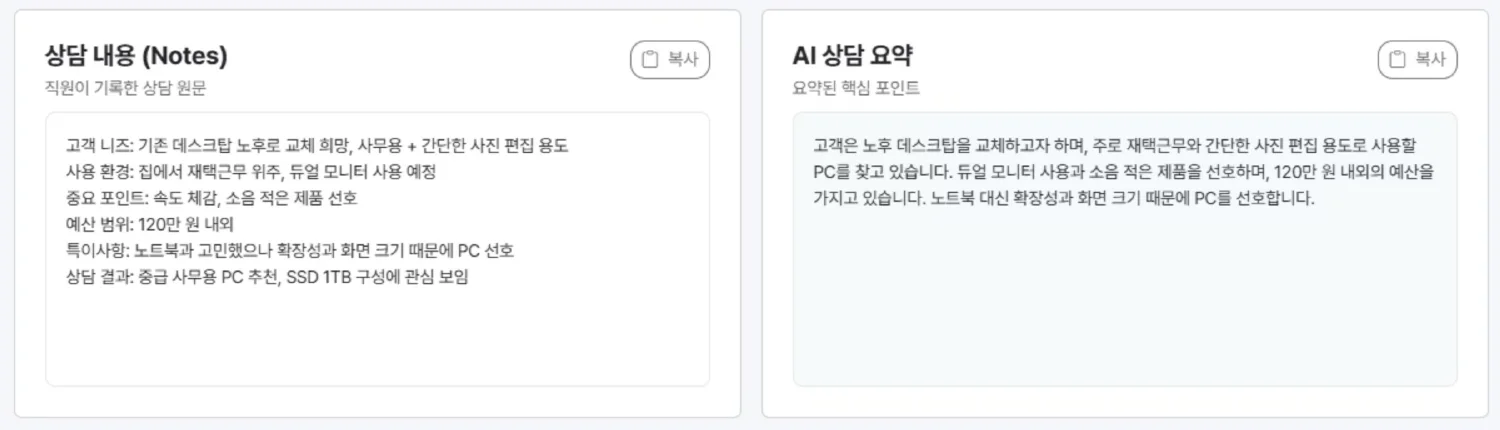 상담 내용 (Notes)
복사
직원이 기록한 상담 원문
고객 니즈: 기존 데스크탑 노후로 교체 희망, 사무용 + 간단한 사진 편집 용도
사용 환경: 집에서 재택근무 위주, 듀얼 모니터 사용 예정
중요 포인트: 속도 체감, 소음 적은 제품 선호
예산 범위: 120만 원 내외
특이사항: 노트북과 고민했으나 확장성과 화면 크기 때문에 PC 선호
상담 결과: 중급 사무용 PC 추천, SSD 1TB 구성에 관심 보임
AI 상담 요약
복사
요약된 핵심 포인트
고객은 노후 데스크탑을 교체하고자 하며, 주로 재택근무와 간단한 사진 편집 용도로 사용할
PC를 찾고 있습니다. 듀얼 모니터 사용과 소음 적은 제품을 선호하며, 120만 원 내외의 예산을
가지고 있습니다. 노트북 대신 확장성과 화면 크기 때문에 PC를 선호합니다.